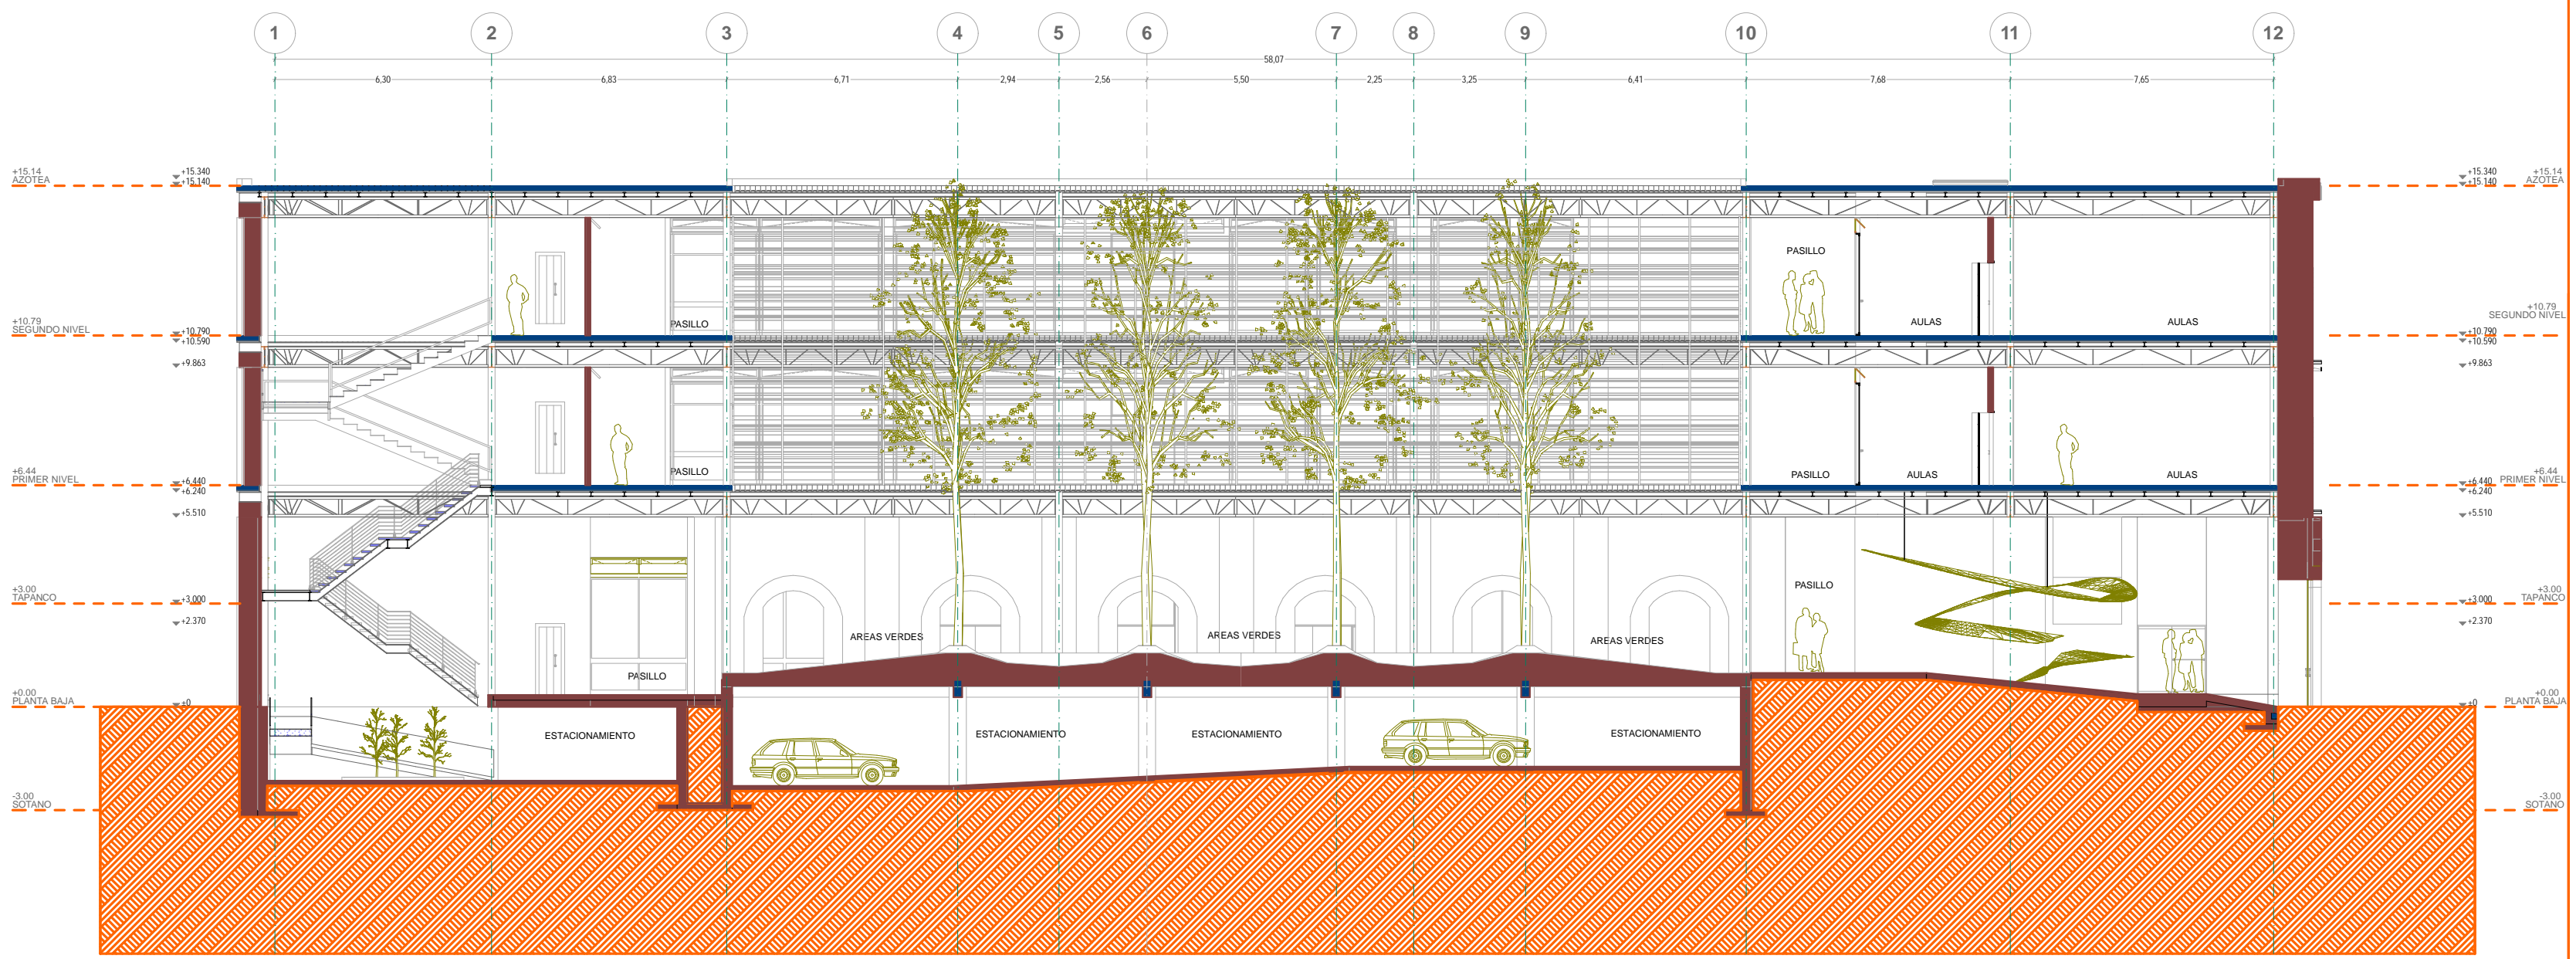 1 2 3 4 5 6 7 8 9 10 11 12
58,07
6,30 6,83 6,71 2,94 2,56 5,50 2,25 3,25 6,41 7,68 7,65
+15.14
AZOTEA
+15.340
+15.140
+15.340
+15.140
+15.14
AZOTEA
PASILLO
+10.79
SEGUNDO NIVEL
+10.790
+10.590
+9.863
PASILLO
AULAS
AULAS
+10.790
+10.590
+9.863
+10.79
SEGUNDO NIVEL
+6.44
PRIMER NIVEL
+6.440
+6.240
+5.510
PASILLO
PASILLO
AULAS
AULAS
+6.440
+6.240
+5.510
+6.44
PRIMER NIVEL
+3.00
TAPANCO
+3.000
+2.370
PASILLO
+3.000
+2.370
+3.00
TAPANCO
AREAS VERDES
AREAS VERDES
AREAS VERDES
PASILLO
+0.00
PLANTA BAJA
±0
±0
+0.00
PLANTA BAJA
ESTACIONAMIENTO
ESTACIONAMIENTO
ESTACIONAMIENTO
ESTACIONAMIENTO
-3.00
SOTANO
-3.00
SOTANO